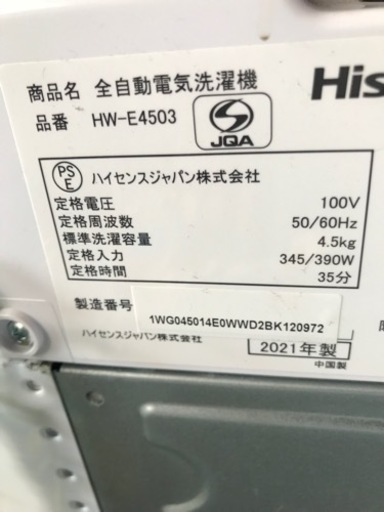 商品名 全自動電気洗濯機
品番 HW-E4503
His
JQA
PS
E
ハイセンスジャパン株式会社
定格電圧 100V
定格周波数 50/60Hz
標準洗濯容量 4.5kg
定格入力 345/390W
定格時間 35分
製造番号 1WG045014E0WWD2BK120972
ハイセンスジャパン株式会社
2021年製
中国製